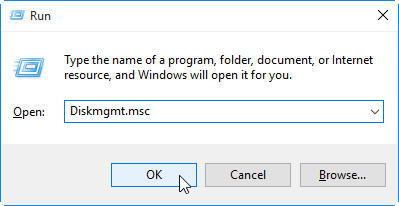 Run
Type the name of a program, folder, document, or Internet
resource, and Windows will open it for you.
Open: Diskmgmt.msc
OK Cancel Browse...